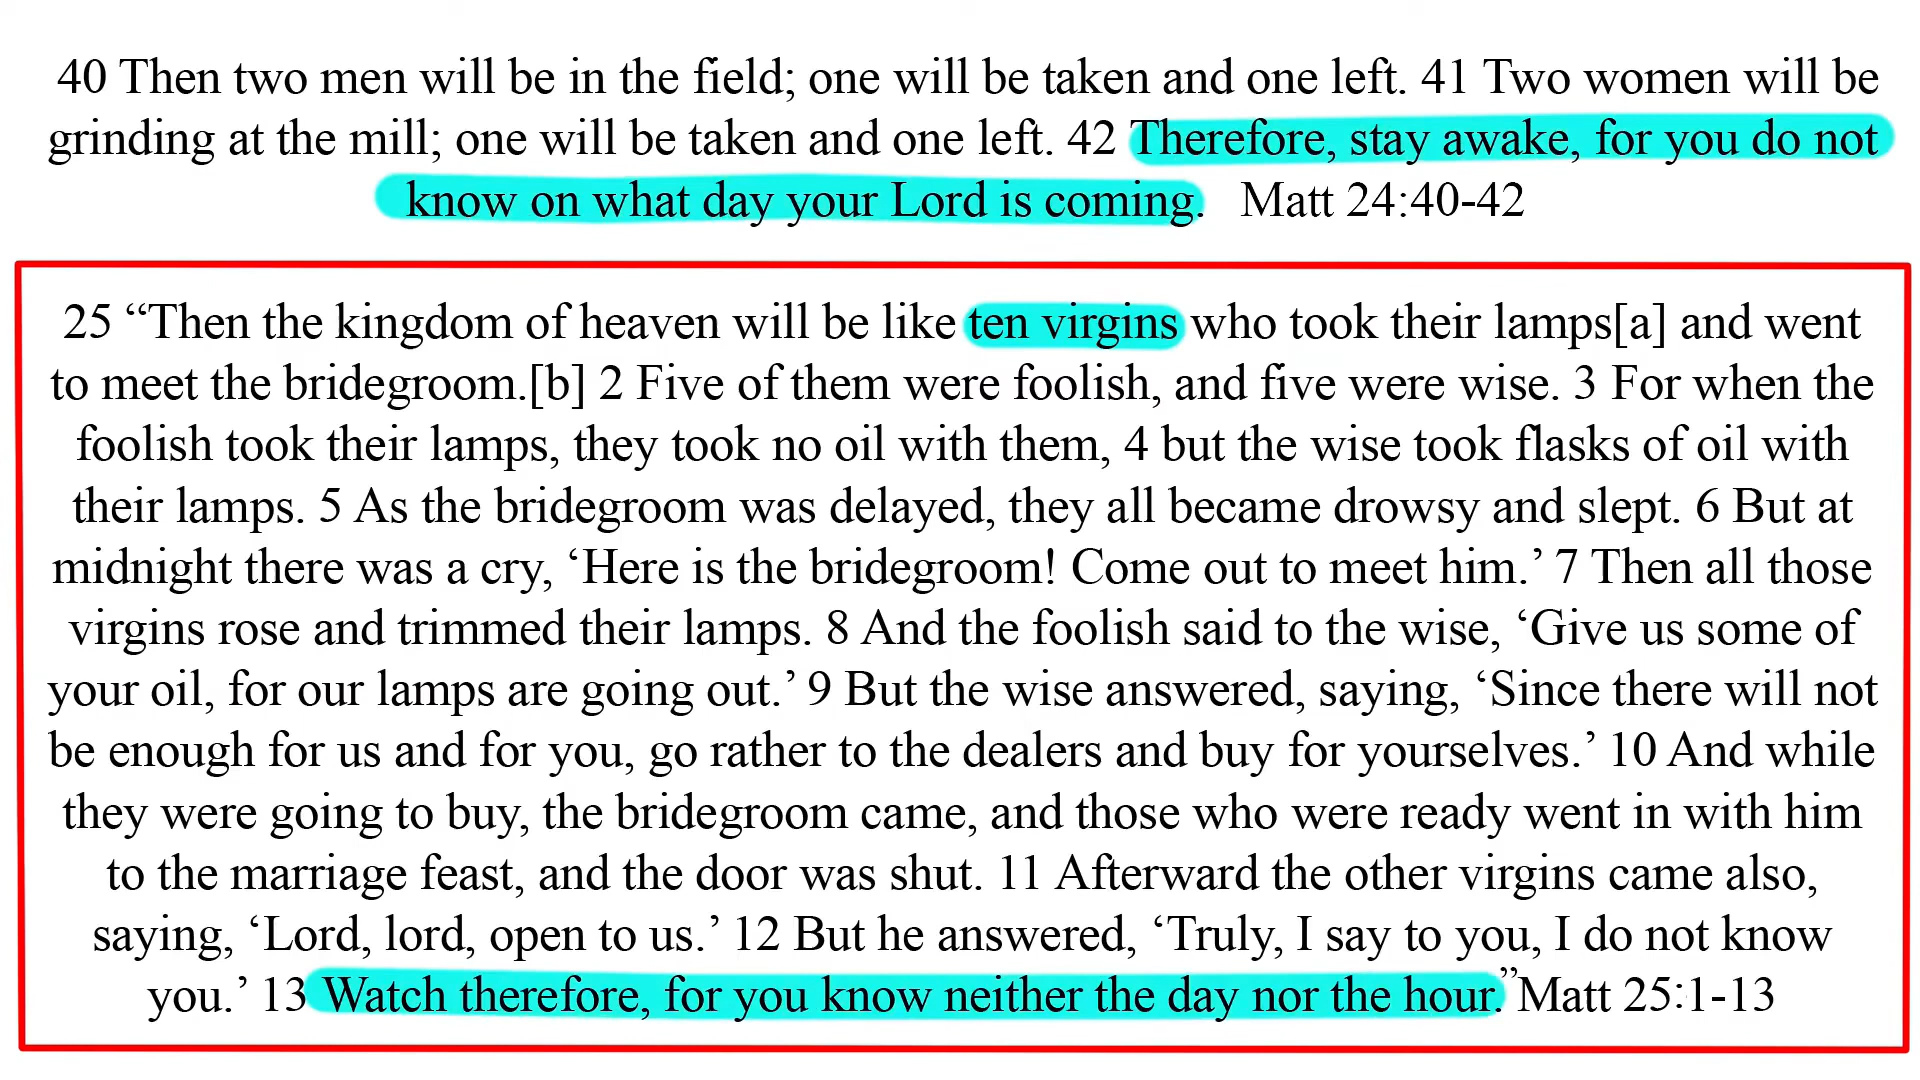 40 Then two men will be in the field; one will be taken and one left. 41 Two women will be
grinding at the mill; one will be taken and one left. 42 Therefore, stay awake, for you do not
know on what day your Lord is coming. Matt 24:40-42
25 “Then the kingdom of heaven will be like ten virgins who took their lamps[a] and went
to meet the bridegroom.[b] 2 Five of them were foolish, and five were wise. 3 For when the
foolish took their lamps, they took no oil with them, 4 but the wise took flasks of oil with
their lamps. 5 As the bridegroom was delayed, they all became drowsy and slept. 6 But at
midnight there was a cry, ‘Here is the bridegroom! Come out to meet him.’ 7 Then all those
virgins rose and trimmed their lamps. 8 And the foolish said to the wise, ‘Give us some of
your oil, for our lamps are going out.’ 9 But the wise answered, saying, ‘Since there will not
be enough for us and for you, go rather to the dealers and buy for yourselves.’ 10 And while
they were going to buy, the bridegroom came, and those who were ready went in with him
to the marriage feast, and the door was shut. 11 Afterward the other virgins came also,
saying, ‘Lord, lord, open to us.’ 12 But he answered, ‘Truly, I say to you, I do not know
you.’ 13 Watch therefore, for you know neither the day nor the hour.” Matt 25:1-13